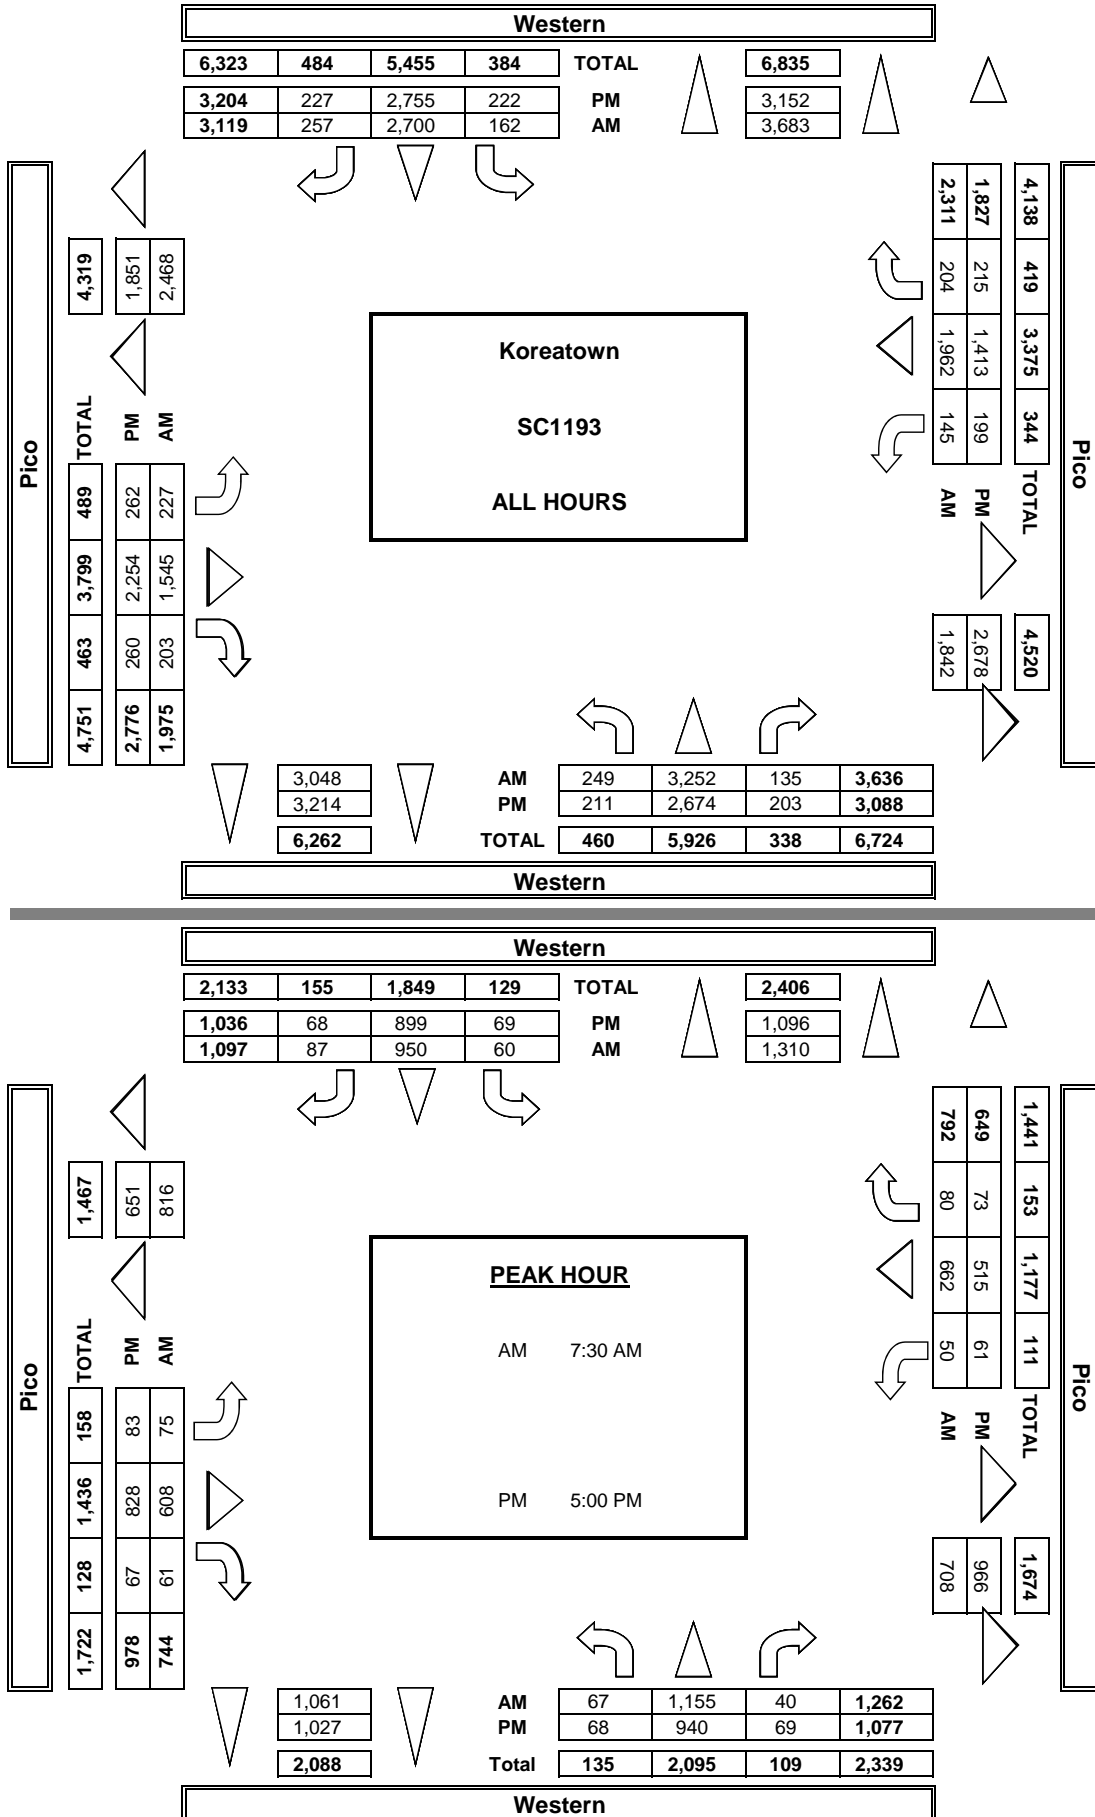 Western
6,323 484 5,455 384 TOTAL 6,835
3,204 227 2,755 222 PM 3,152
3,119 257 2,700 162 AM 3,683
Pico
4,319
1,851
2,468
TOTAL 489 3,799 463 4,751
PM 262 2,254 260 2,776
AM 227 1,545 203 1,975
Koreatown
SC1193
ALL HOURS
4,138 419 3,375 344 TOTAL 4,520
1,827 215 1,413 199 PM 2,678
2,311 204 1,962 145 AM 1,842
Pico
3,048 AM 249 3,252 135 3,636
3,214 PM 211 2,674 203 3,088
6,262 TOTAL 460 5,926 338 6,724
Western
Western
2,133 155 1,849 129 TOTAL 2,406
1,036 68 899 69 PM 1,096
1,097 87 950 60 AM 1,310
Pico
1,467
651
816
TOTAL 158 1,436 128 1,722
PM 83 828 67 978
AM 75 608 61 744
PEAK HOUR
AM 7:30 AM
PM 5:00 PM
1,441 153 1,177 111 TOTAL 1,674
649 73 515 61 PM 966
792 80 662 50 AM 708
Pico
1,061 AM 67 1,155 40 1,262
1,027 PM 68 940 69 1,077
2,088 Total 135 2,095 109 2,339
Western